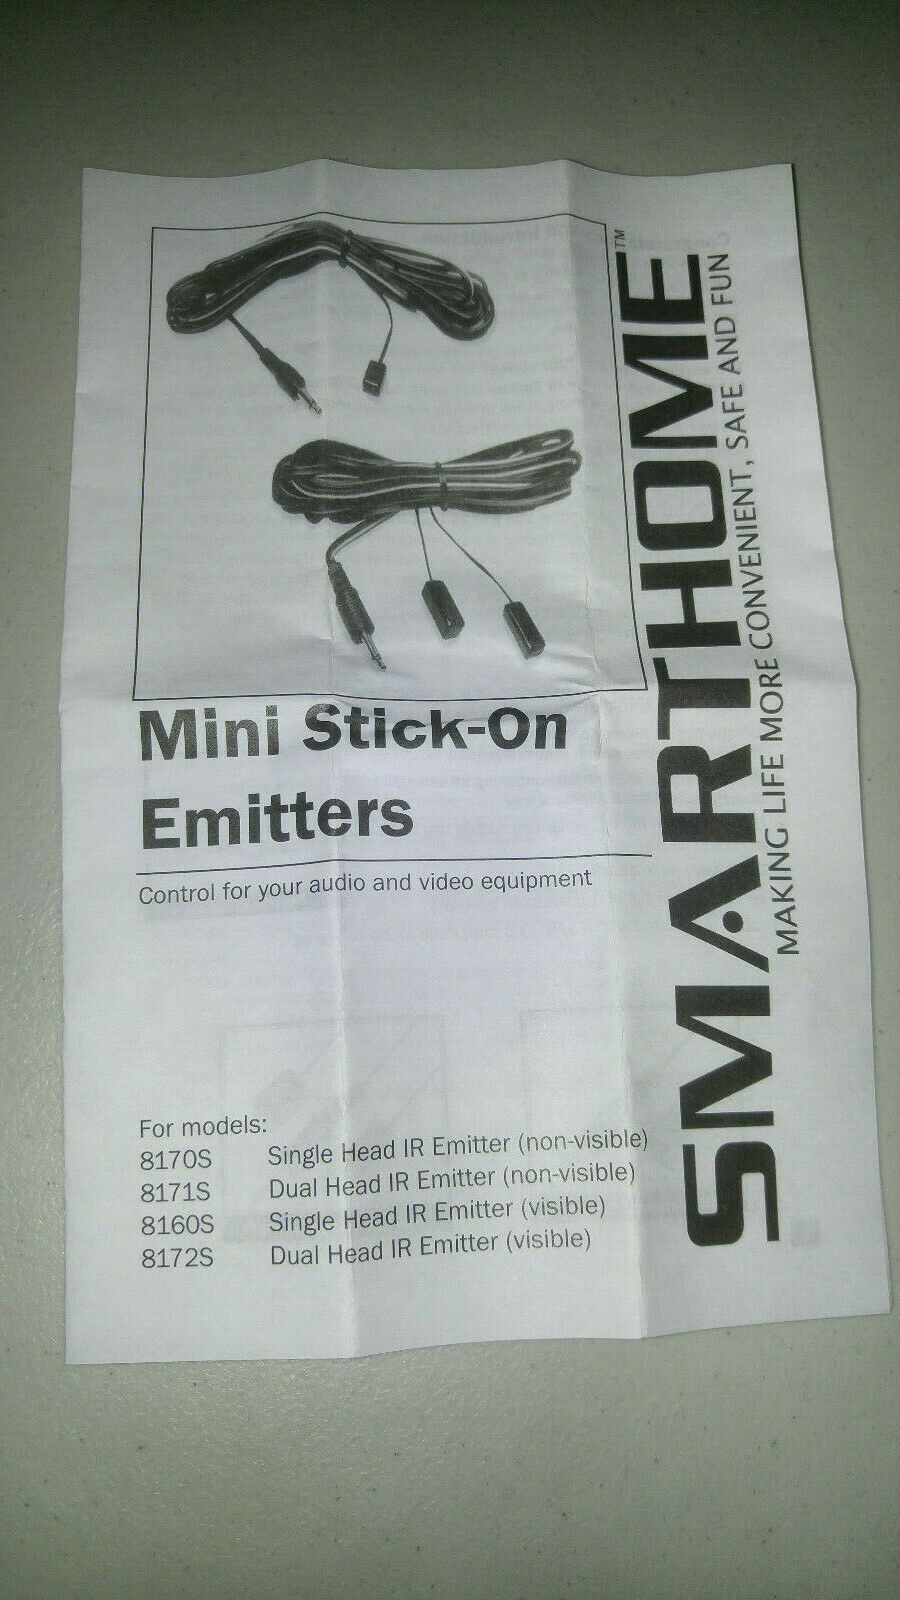 SMARTHOME™
MAKING LIFE MORE CONVENIENT, SAFE AND FUN
Mini Stick-On
Emitters
Control for your audio and video equipment
For models:
8170S Single Head IR Emitter (non-visible)
8171S Dual Head IR Emitter (non-visible)
8160S Single Head IR Emitter (visible)
8172S Dual Head IR Emitter (visible)